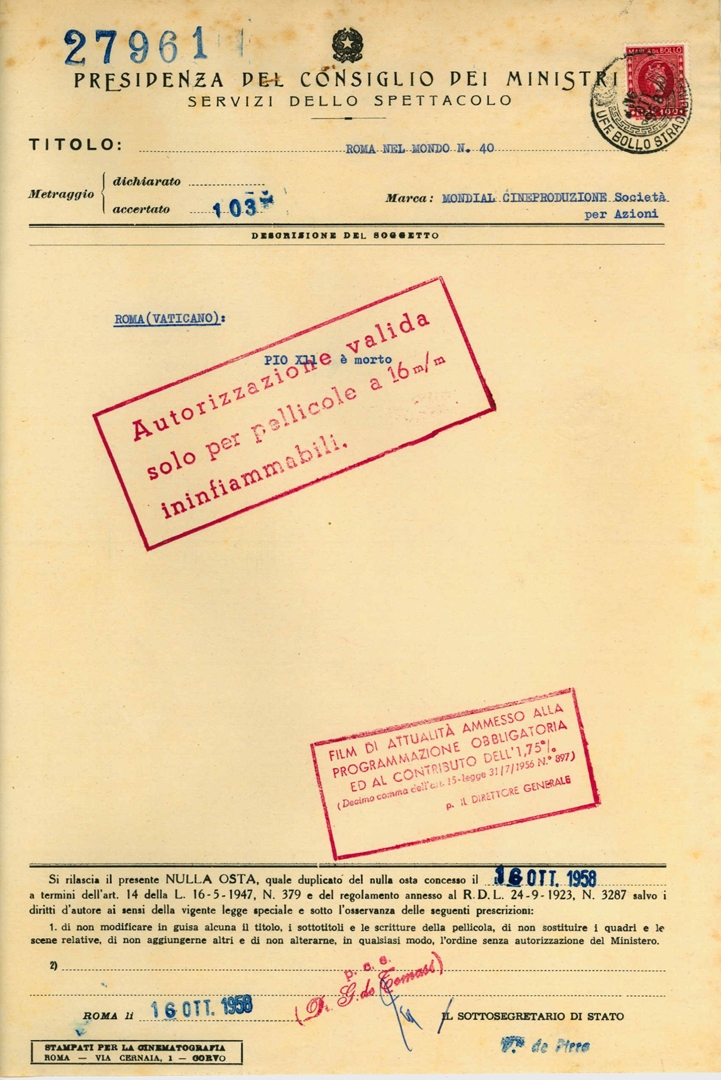 27961
PRESIDENZA DEL CONSIGLIO DEI MINISTRI
SERVIZI DELLO SPETTACOLO
MARCA DA BOLLO
UFF. BOLLO STRAORD
TITOLO: ROMA NEL MONDO N. 40
Metraggio
dichiarato
accertato 103
Marca: MONDIAL CINEPRODUZIONE Società
per Azioni
DESCRIZIONE DEL SOGGETTO
ROMA(VATICANO):
PIO XII è morto
Autorizzazione valida
solo per pellicole a 16 m/m
ininfiammabili.
FILM DI ATTUALITÀ AMMESSO ALLA
PROGRAMMAZIONE OBBLIGATORIA
ED AL CONTRIBUTO DELL'1,75%
(Decimo comma dell'art. 15-legge 31/7/1956 N.° 897)
p. IL DIRETTORE GENERALE
Si rilascia il presente NULLA OSTA, quale duplicato del nulla osta concesso il 16 OTT. 1958
a termini dell'art. 14 della L. 16-5-1947, N. 379 e del regolamento annesso al R.D.L. 24-9-1923, N. 3287 salvo i
diritti d'autore ai sensi della vigente legge speciale e sotto l'osservanza delle seguenti prescrizioni:
1. di non modificare in guisa alcuna il titolo, i sottotitoli e le scritture della pellicola, di non sostituire i quadri e le
scene relative, di non aggiungerne altri e di non alterarne, in qualsiasi modo, l'ordine senza autorizzazione del Ministero.
2)
p. c. c.
(Dr. G. de Tomasi)
ROMA li 16 OTT. 1958
IL SOTTOSEGRETARIO DI STATO
STAMPATI PER LA CINEMATOGRAFIA
ROMA — VIA CERNAIA, 1 — CORVO